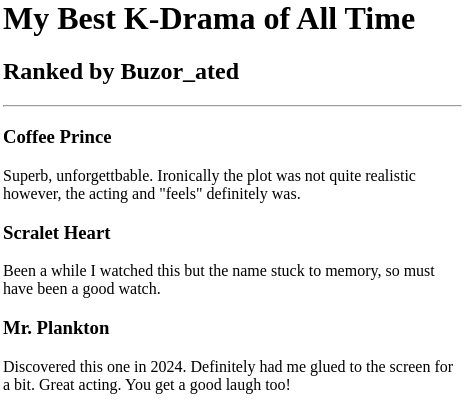 My Best K-Drama of All Time
Ranked by Buzor_ated
Coffee Prince
Superb, unforgettbable. Ironically the plot was not quite realistic
however, the acting and "feels" definitely was.
Scralet Heart
Been a while I watched this but the name stuck to memory, so must
have been a good watch.
Mr. Plankton
Discovered this one in 2024. Definitely had me glued to the screen for
a bit. Great acting. You get a good laugh too!